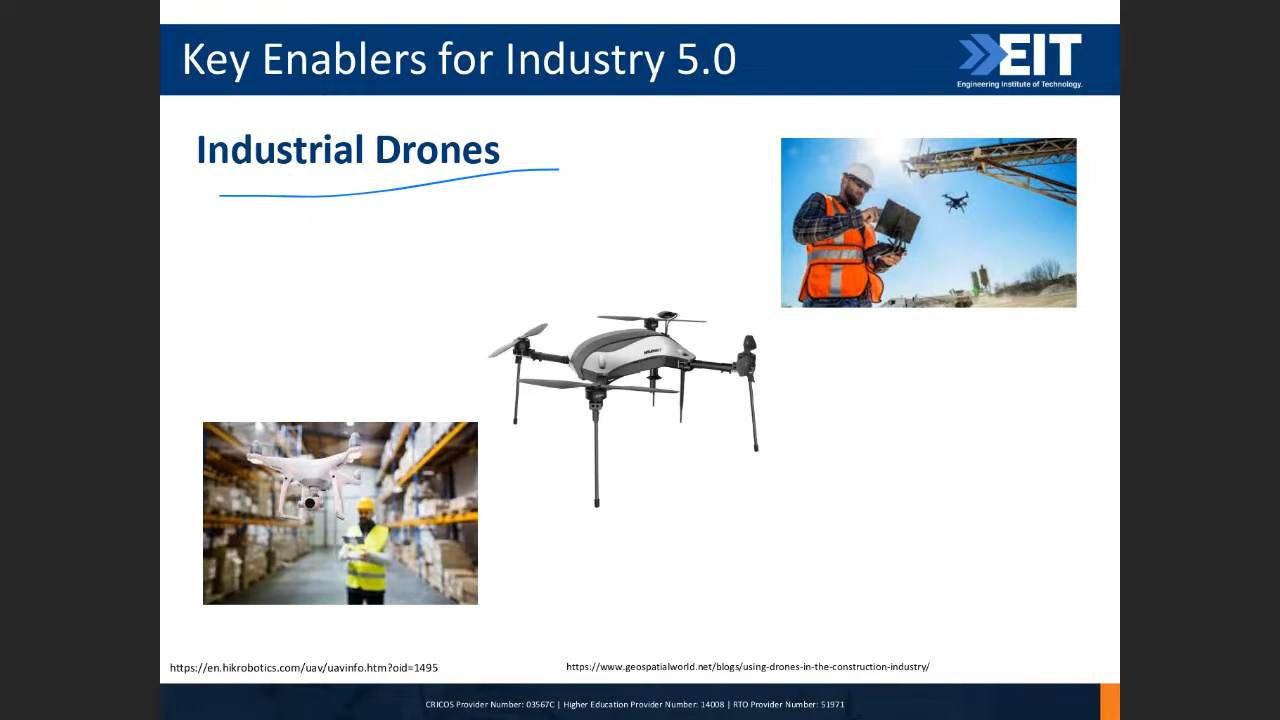 Key Enablers for Industry 5.0
EIT
Engineering Institute of Technology.
Industrial Drones
https://en.hikrobotics.com/uav/uavinfo.htm?oid=1495
https://www.geospatialworld.net/blogs/using-drones-in-the-construction-industry/
CRICOS Provider Number: 03567C | Higher Education Provider Number: 14008 | RTO Provider Number: 51971